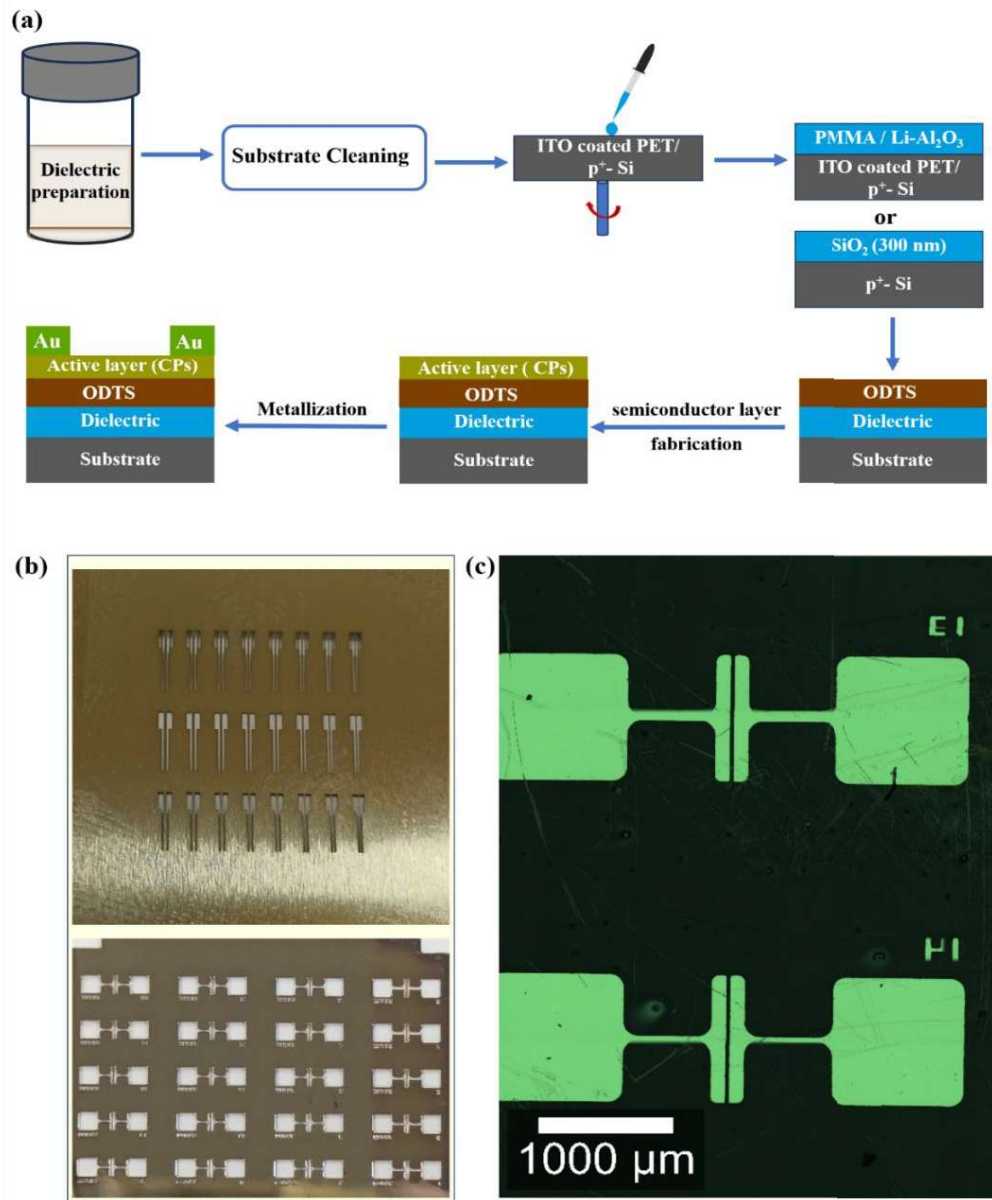 (a)
Dielectric
preparation
Substrate Cleaning
ITO coated PET/
p⁺- Si
PMMA / Li-Al₂O₃
ITO coated PET/
p⁺- Si
or
SiO₂ (300 nm)
p⁺- Si
Au
Au
Active layer (CPs)
ODTS
Dielectric
Substrate
Metallization
Active layer ( CPs)
ODTS
Dielectric
Substrate
semiconductor layer
fabrication
ODTS
Dielectric
Substrate
(b)
(c)
E1
H1
1000 µm